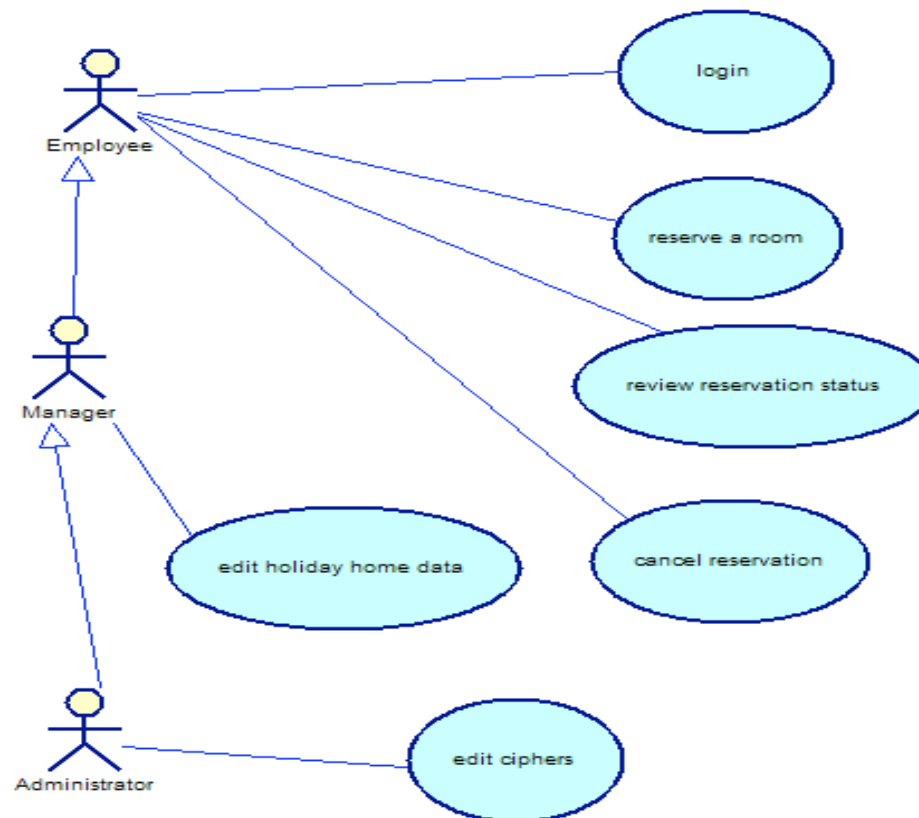 login
Employee
reserve a room
Manager
review reservation status
edit holiday home data
cancel reservation
Administrator
edit ciphers